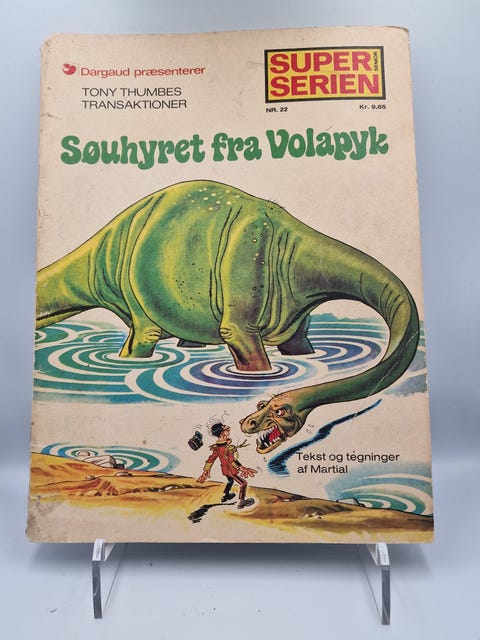 Dargaud præsenterer
TONY THUMBES
TRANSAKTIONER
SUPER
SERIEN
SENIOR
NR. 22
Kr. 9,85
Søuhyret fra Volapyk
Tekst og tegninger
af Martial